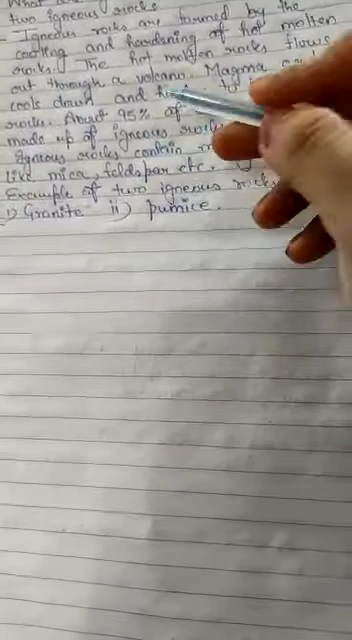 two igneous rocks
- Igneous rocks are formed by the
cooling and hardening of hot molten
rocks. The hot molten rocks flows
out through a volcano. Magma
cools down and
rocks. About 95% of
made up of igneous rocks
Igneous rocks contain
like mica, feldspar etc.
Example of two igneous rocks
i) Granite ii) pumice.